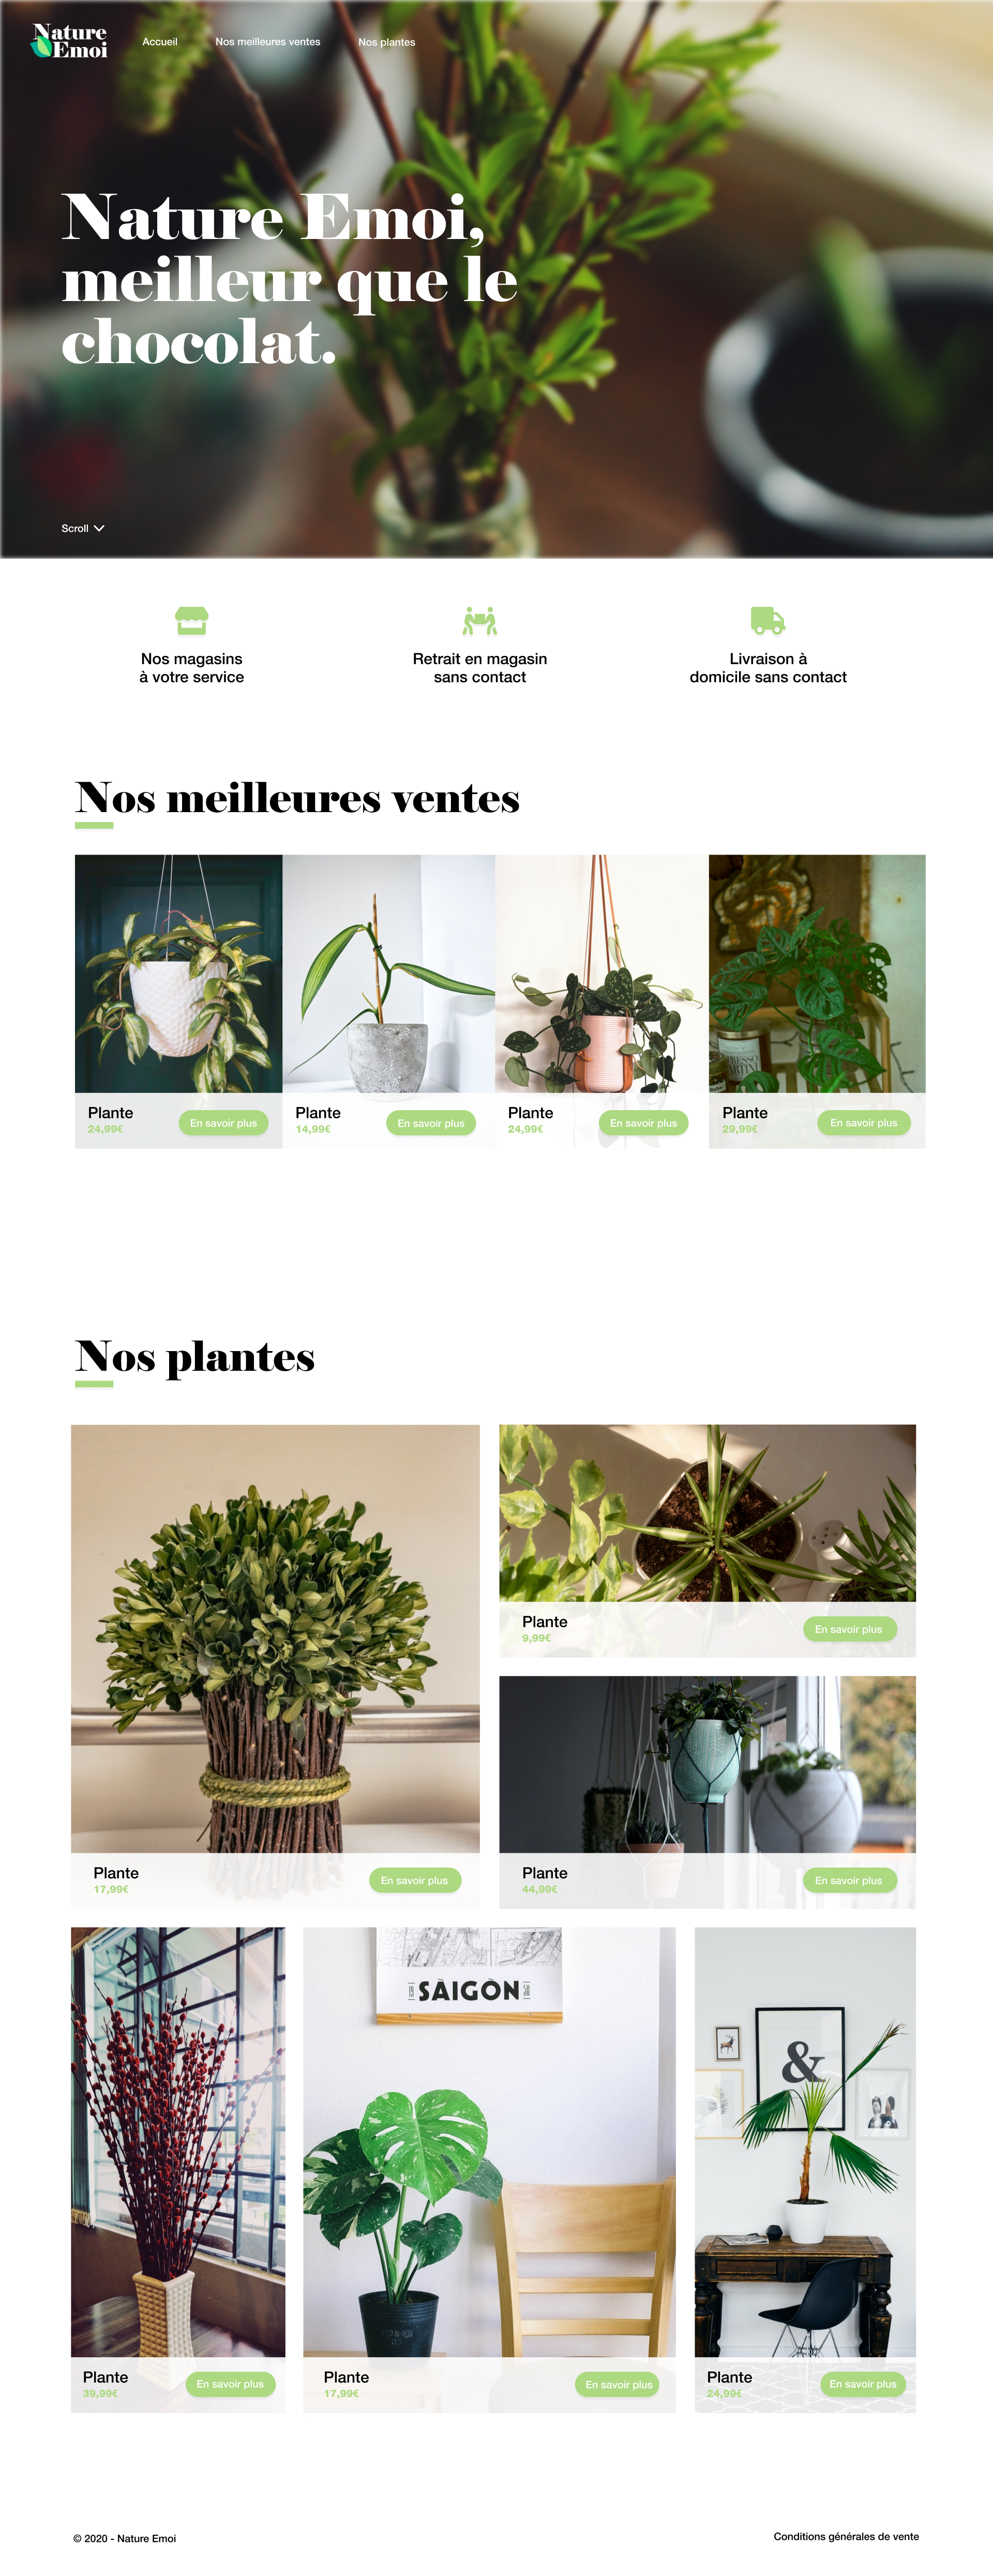 Nature
Emoi
Accueil
Nos meilleures ventes
Nos plantes
Nature Emoi,
meilleur que le
chocolat.
Scroll
Nos magasins
à votre service
Retrait en magasin
sans contact
Livraison à
domicile sans contact
Nos meilleures ventes
Plante
24,99€
En savoir plus
Plante
14,99€
En savoir plus
Plante
24,99€
En savoir plus
Plante
29,99€
En savoir plus
Nos plantes
Plante
17,99€
En savoir plus
Plante
9,99€
En savoir plus
Plante
44,99€
En savoir plus
SÀIGÒN
&
Plante
39,99€
En savoir plus
Plante
17,99€
En savoir plus
Plante
24,99€
En savoir plus
© 2020 - Nature Emoi
Conditions générales de vente